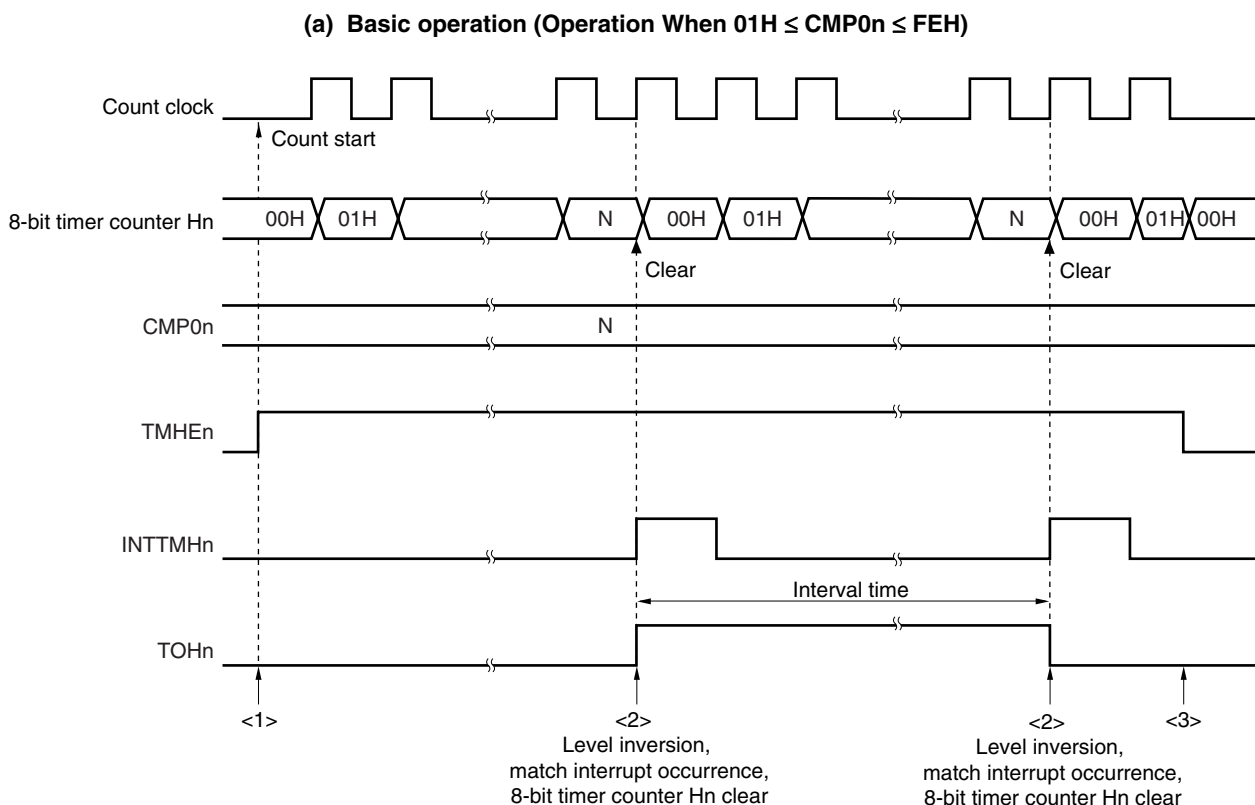 (a) Basic operation (Operation When 01H ≤ CMP0n ≤ FEH)
Count clock
Count start
8-bit timer counter Hn
00H 01H N 00H 01H N 00H 01H 00H
Clear Clear
CMP0n
N
TMHEn
INTTMHn
Interval time
TOHn
<1> <2> <2> <3>
Level inversion,
match interrupt occurrence,
8-bit timer counter Hn clear
Level inversion,
match interrupt occurrence,
8-bit timer counter Hn clear